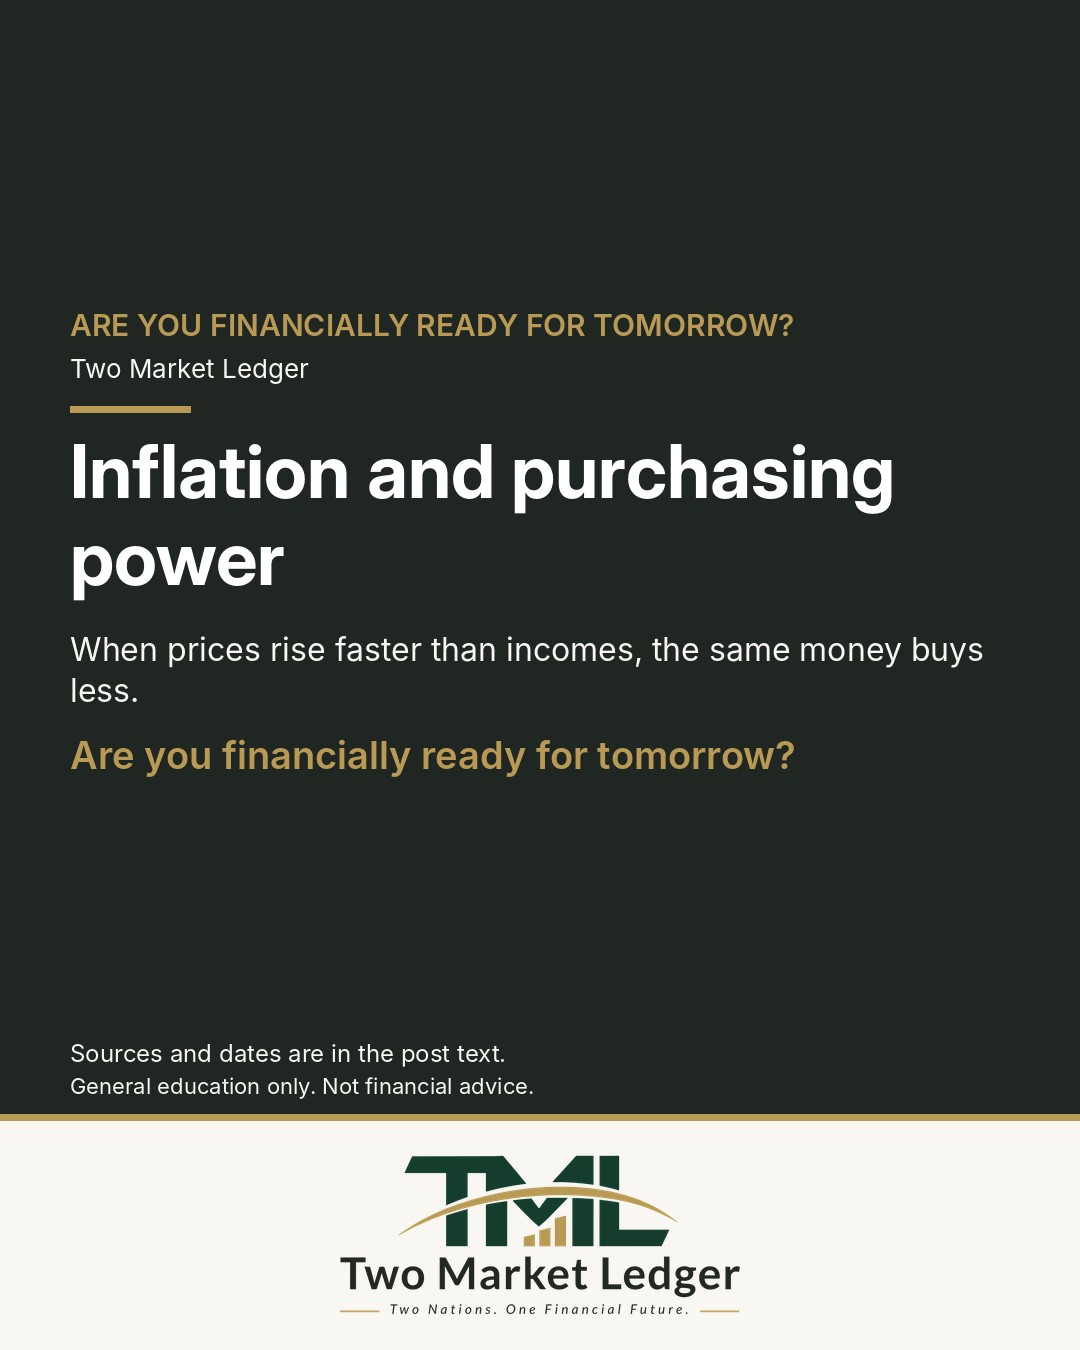 ARE YOU FINANCIALLY READY FOR TOMORROW?
Two Market Ledger
Inflation and purchasing
power
When prices rise faster than incomes, the same money buys
less.
Are you financially ready for tomorrow?
Sources and dates are in the post text.
General education only. Not financial advice.
TML
Two Market Ledger
Two Nations. One Financial Future.